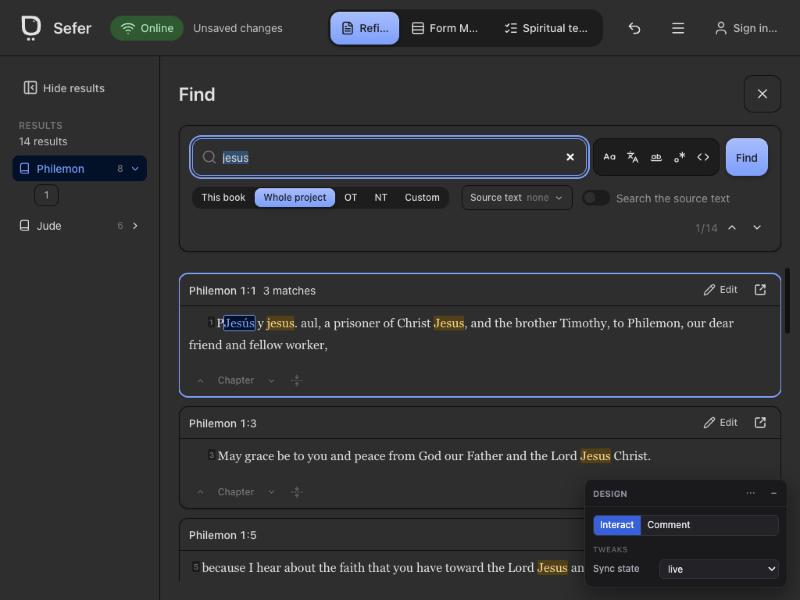 Sefer
Online
Unsaved changes
Refi...
Form M...
Spiritual te...
Sign in...
Hide results
RESULTS
14 results
Philemon 8
1
Jude 6
Find
jesus
Aa
ab
Find
This book
Whole project
OT
NT
Custom
Source text none
Search the source text
1/14
Philemon 1:1 3 matches
Edit
1 PJesús y jesus. aul, a prisoner of Christ Jesus, and the brother Timothy, to Philemon, our dear
friend and fellow worker,
Chapter
Philemon 1:3
Edit
3 May grace be to you and peace from God our Father and the Lord Jesus Christ.
Chapter
Philemon 1:5
5 because I hear about the faith that you have toward the Lord Jesus an
DESIGN
Interact
Comment
TWEAKS
Sync state
live